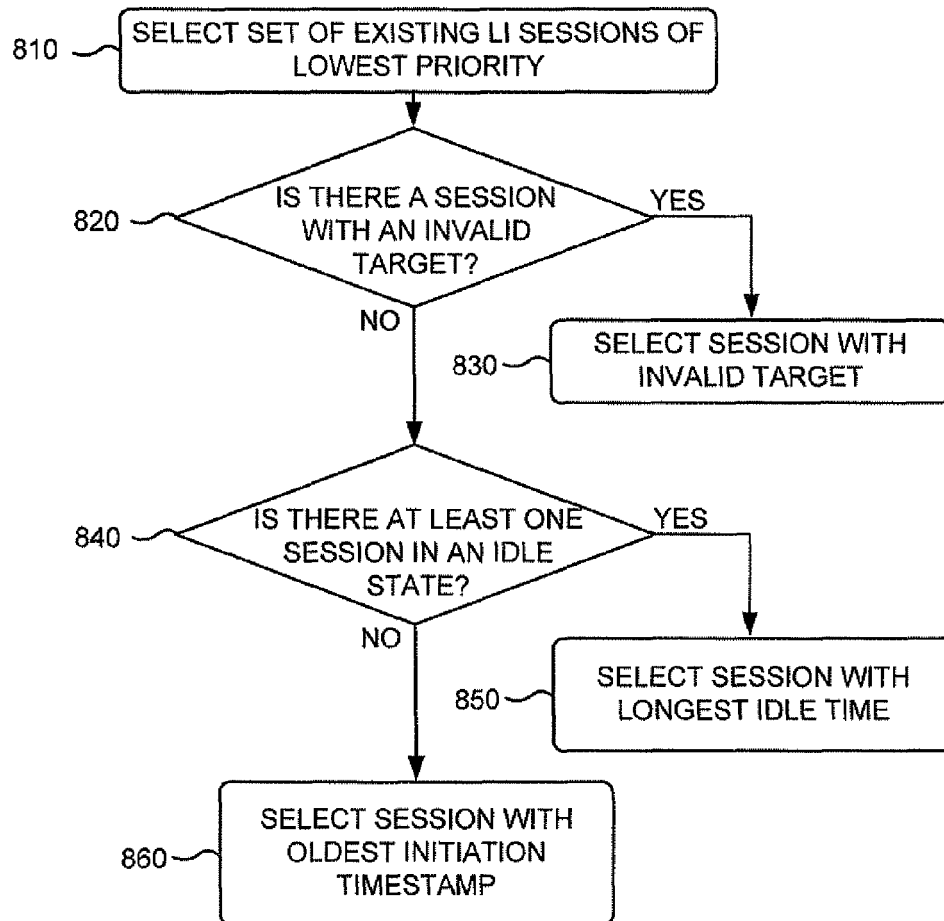 810
SELECT SET OF EXISTING LI SESSIONS OF
LOWEST PRIORITY
820
IS THERE A SESSION
WITH AN INVALID
TARGET?
YES
NO
830
SELECT SESSION WITH
INVALID TARGET
840
IS THERE AT LEAST ONE
SESSION IN AN IDLE
STATE?
YES
NO
850
SELECT SESSION WITH
LONGEST IDLE TIME
860
SELECT SESSION WITH
OLDEST INITIATION
TIMESTAMP